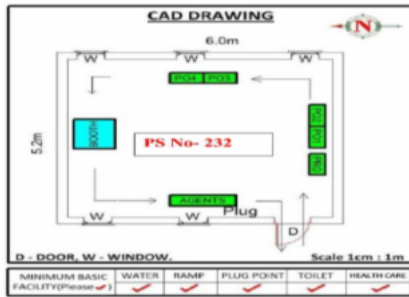 CAD DRAWING
6.0m
N
W W W
PO4 PO3
5.2m
BOOTH
PS No- 232
PO2
PO1
PRO
AGENTS
Plug
W W
D
D - DOOR, W - WINDOW.
Scale 1cm : 1m
MINIMUM BASIC FACILITY(Please✓)
WATER
RAMP
PLUG POINT
TOILET
HEALTH CARE